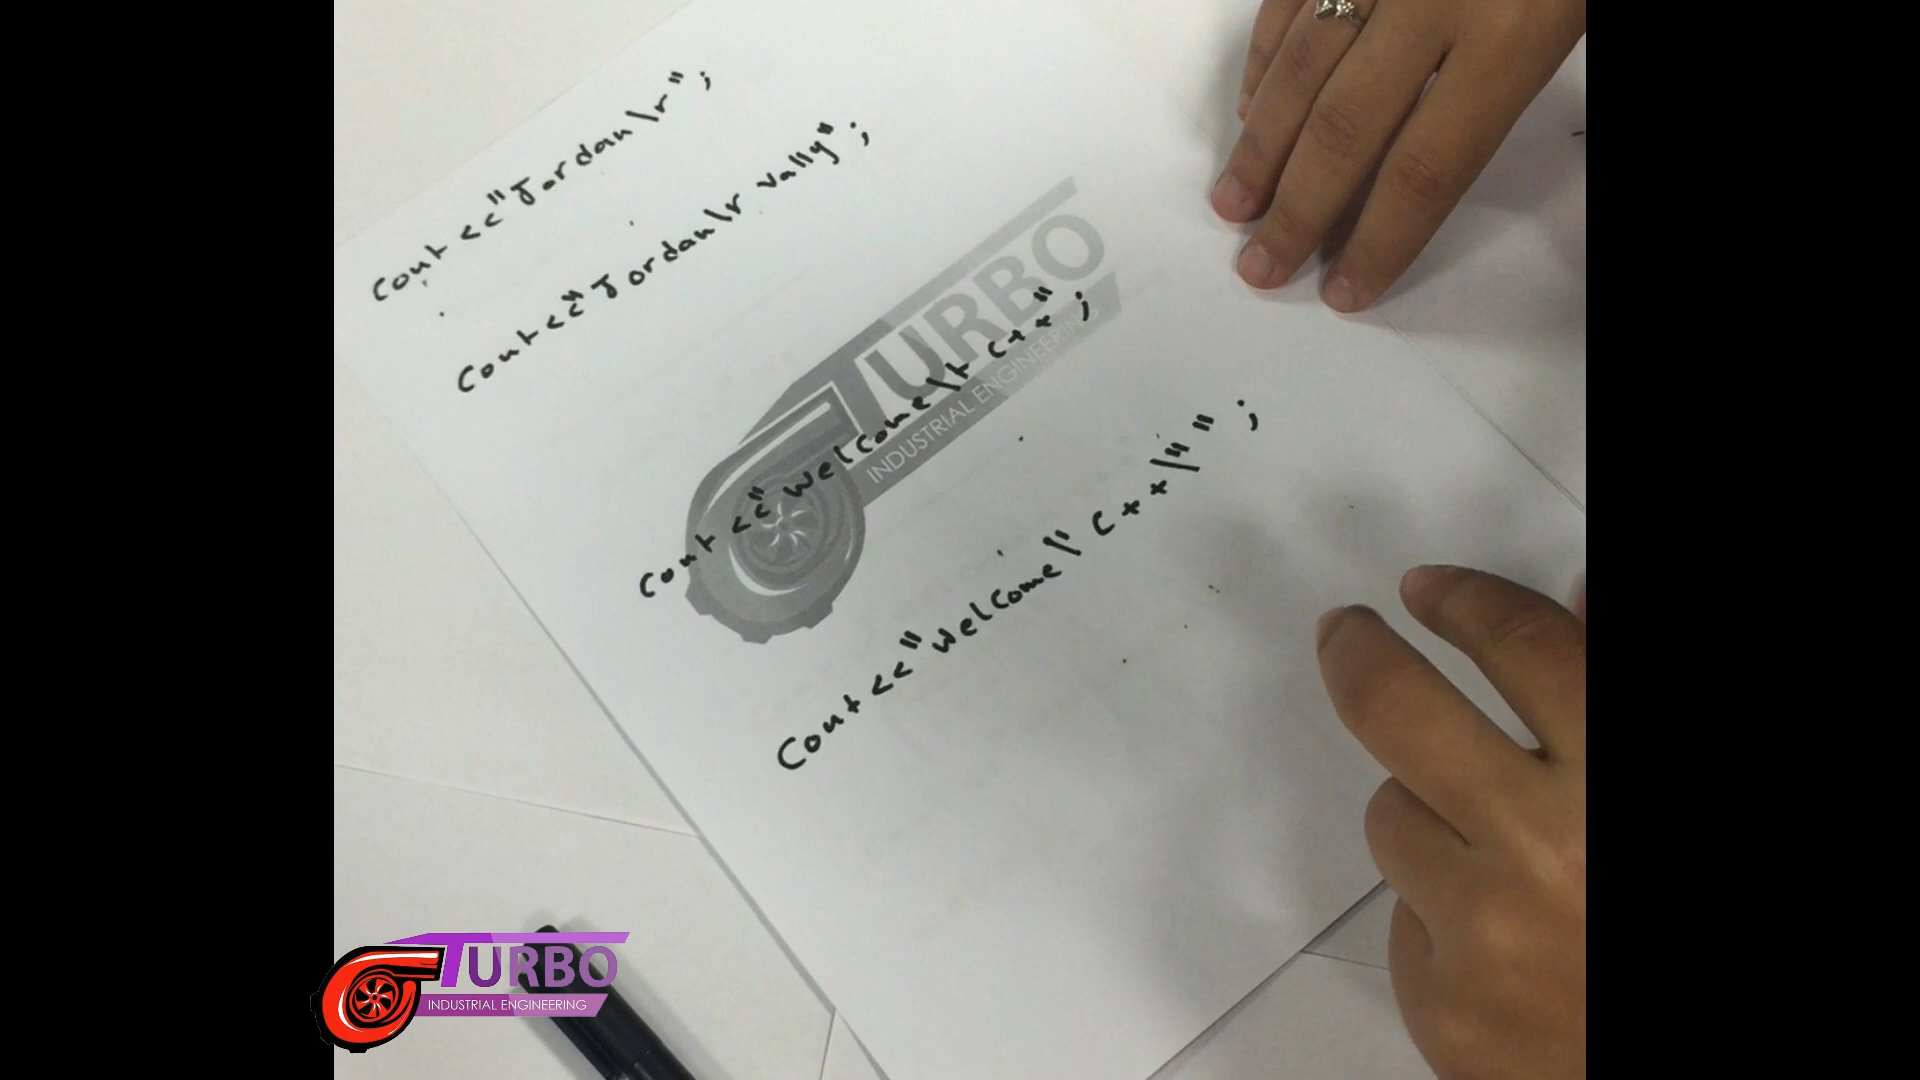 cout <<"Jordan\r";
cout <<"Jordan\r vally";
cout <<"Welcome\t c++";
Cout <<"Welcome\' c++\"";
TURBO
INDUSTRIAL ENGINEERING
TURBO
INDUSTRIAL ENGINEERING